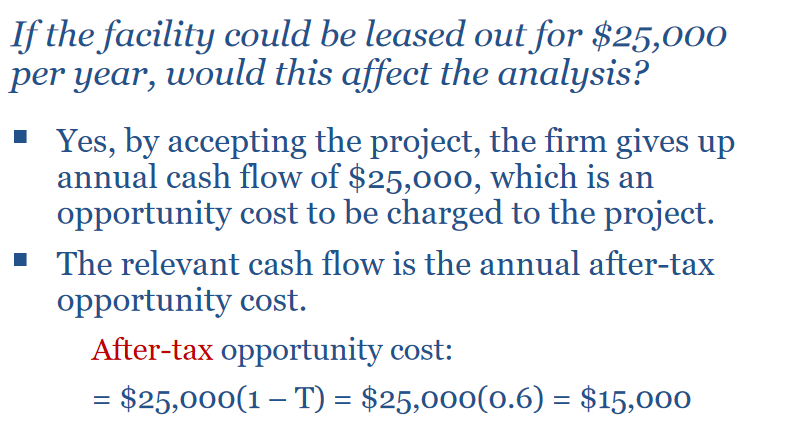 If the facility could be leased out for $25,000
per year, would this affect the analysis?
▪ Yes, by accepting the project, the firm gives up
annual cash flow of $25,000, which is an
opportunity cost to be charged to the project.
▪ The relevant cash flow is the annual after-tax
opportunity cost.
After-tax opportunity cost:
= $25,000(1 – T) = $25,000(0.6) = $15,000